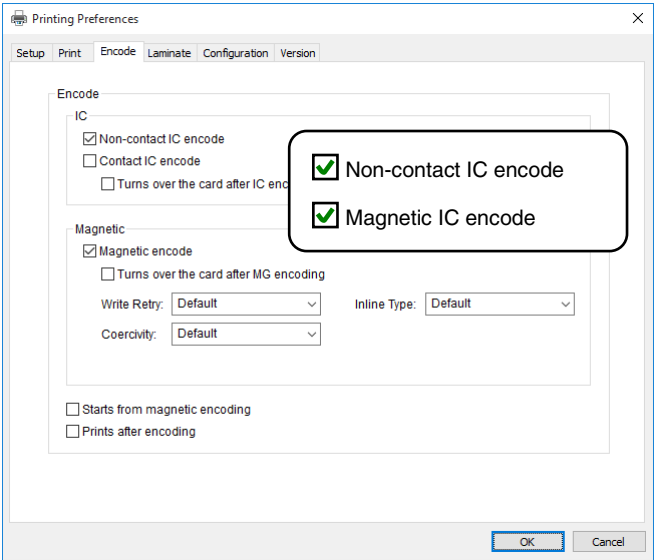 Printing Preferences
Setup Print Encode Laminate Configuration Version
Encode
IC
Non-contact IC encode
Contact IC encode
Turns over the card after IC enc
Non-contact IC encode
Magnetic IC encode
Magnetic
Magnetic encode
Turns over the card after MG encoding
Write Retry: Default Inline Type: Default
Coercivity: Default
Starts from magnetic encoding
Prints after encoding
OK Cancel